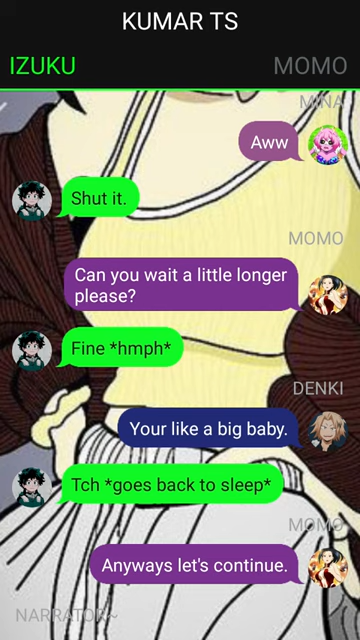 KUMAR TS
IZUKU
MOMO
MINA
Aww
Shut it.
MOMO
Can you wait a little longer
please?
Fine *hmph*
DENKI
Your like a big baby.
Tch *goes back to sleep*
MOMO
Anyways let's continue.
NARRATOR~